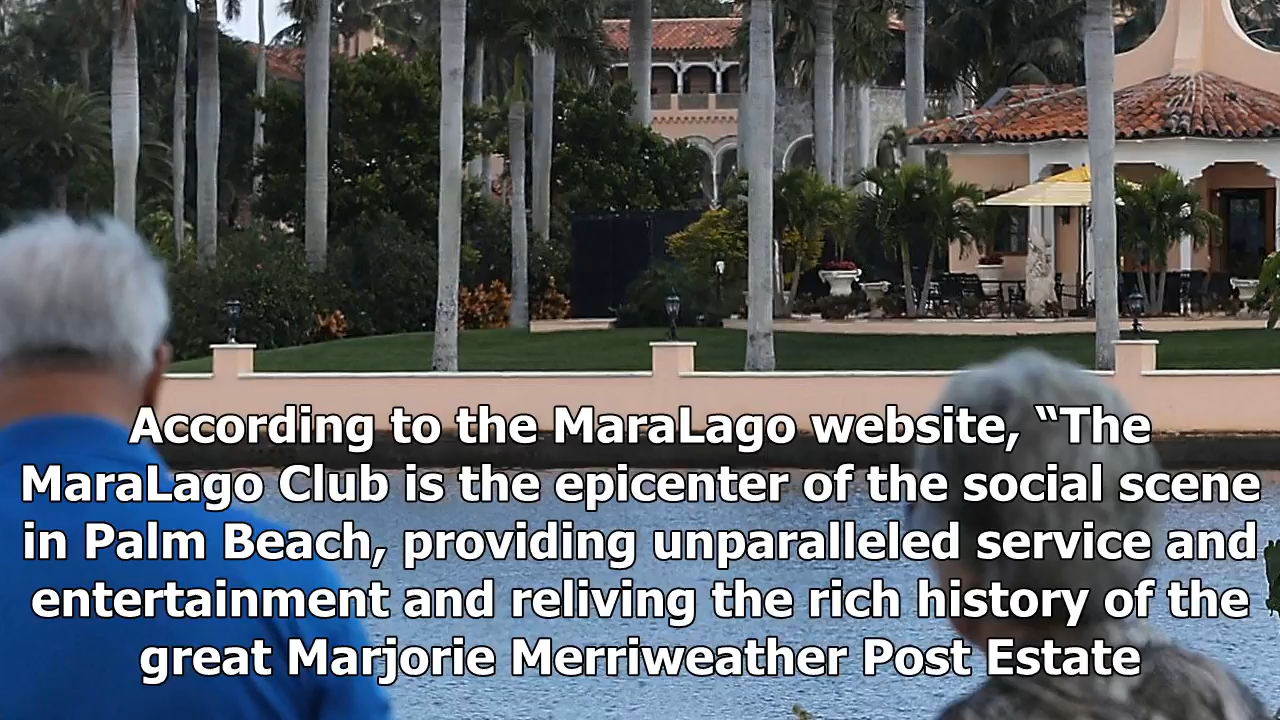 According to the MaraLago website, “The
MaraLago Club is the epicenter of the social scene
in Palm Beach, providing unparalleled service and
entertainment and reliving the rich history of the
great Marjorie Merriweather Post Estate